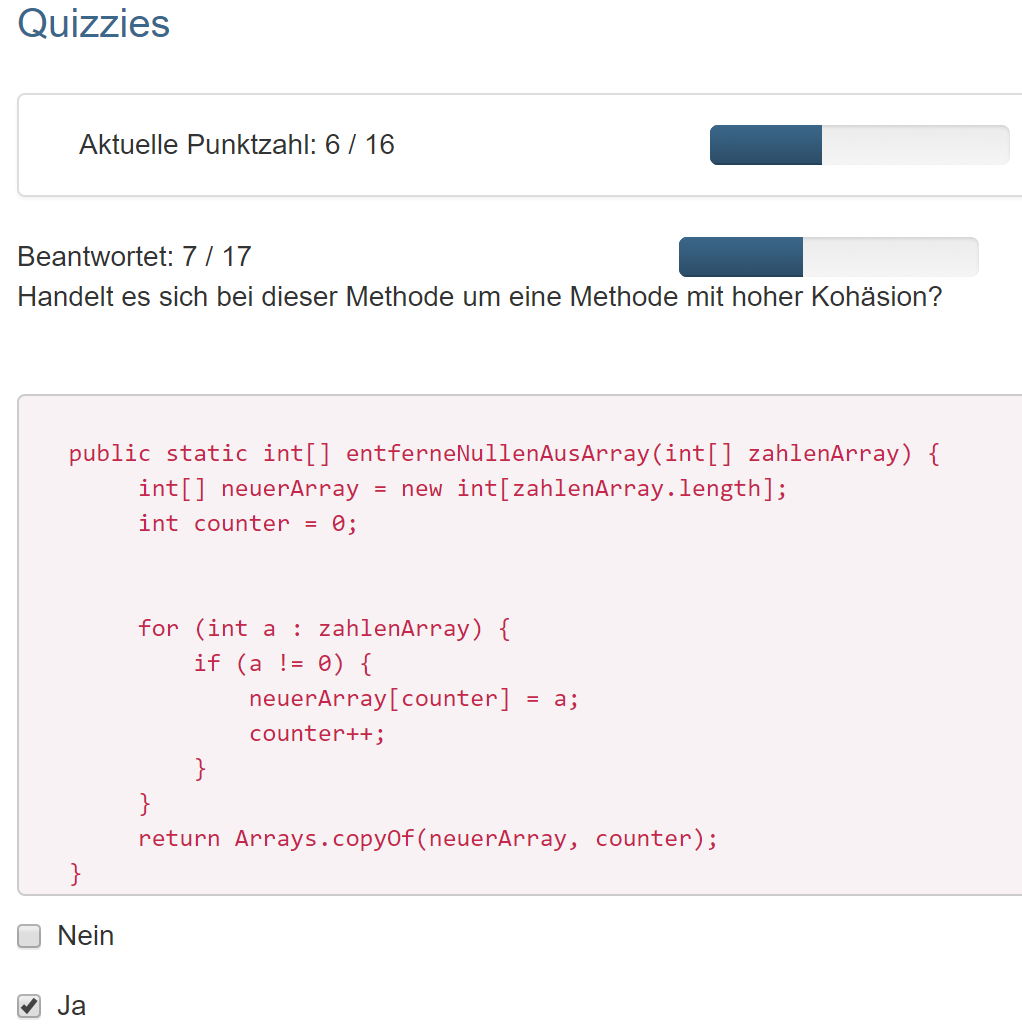 Quizzies
Aktuelle Punktzahl: 6 / 16
Beantwortet: 7 / 17
Handelt es sich bei dieser Methode um eine Methode mit hoher Kohäsion?
public static int[] entferneNullenAusArray(int[] zahlenArray) {
int[] neuerArray = new int[zahlenArray.length];
int counter = 0;
for (int a : zahlenArray) {
if (a != 0) {
neuerArray[counter] = a;
counter++;
}
}
return Arrays.copyOf(neuerArray, counter);
}
Nein
Ja